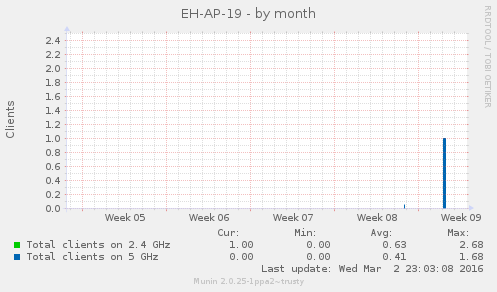 EH-AP-19 - by month
RRDTOOL / TOBI OETIKER
Clients
2.4
2.2
2.0
1.8
1.6
1.4
1.2
1.0
0.8
0.6
0.4
0.2
0.0
Week 05 Week 06 Week 07 Week 08 Week 09
Cur: Min: Avg: Max:
Total clients on 2.4 GHz 1.00 0.00 0.63 2.68
Total clients on 5 GHz 0.00 0.00 0.41 1.68
Last update: Wed Mar 2 23:03:08 2016
Munin 2.0.25-1ppa2~trusty